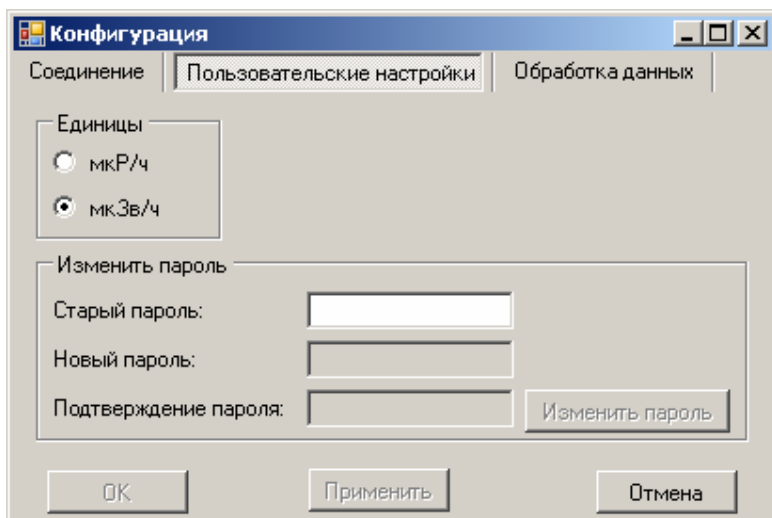 Конфигурация
Соединение Пользовательские настройки Обработка данных
Единицы
мкР/ч
мкЗв/ч
Изменить пароль
Старый пароль:
Новый пароль:
Подтверждение пароля: Изменить пароль
OK Применить Отмена